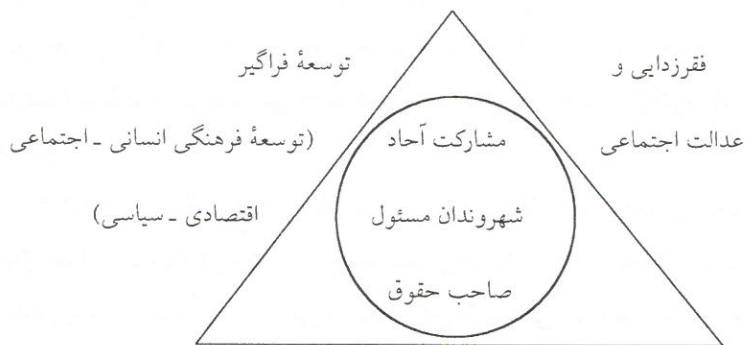 فقرزدایی و
عدالت اجتماعی
توسعهٔ فراگیر
(توسعهٔ فرهنگی انسانی ـ اجتماعی
اقتصادی ـ سیاسی)
مشارکت آحاد
شهروندان مسئول
صاحب حقوق